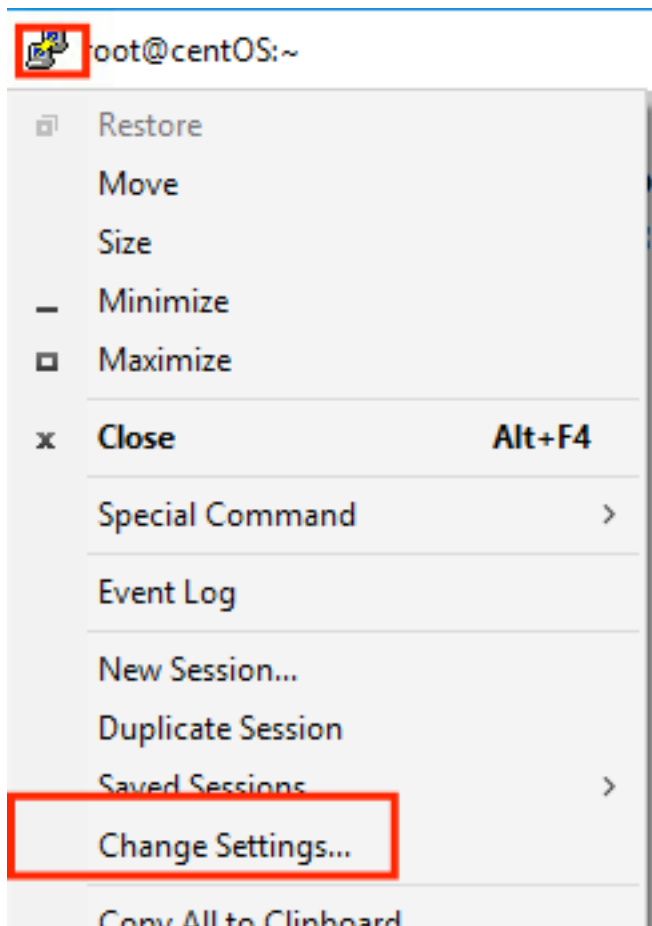 root@centOS:~
Restore
Move
Size
Minimize
Maximize
Close Alt+F4
Special Command
Event Log
New Session...
Duplicate Session
Saved Sessions
Change Settings...
Copy All to Clipboard